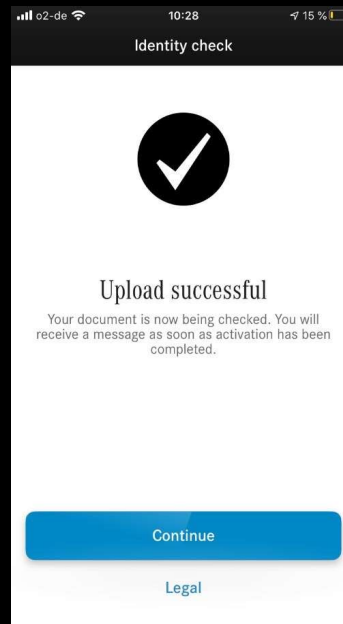 o2-de 10:28 15 %
Identity check
Upload successful
Your document is now being checked. You will
receive a message as soon as activation has been
completed.
Continue
Legal